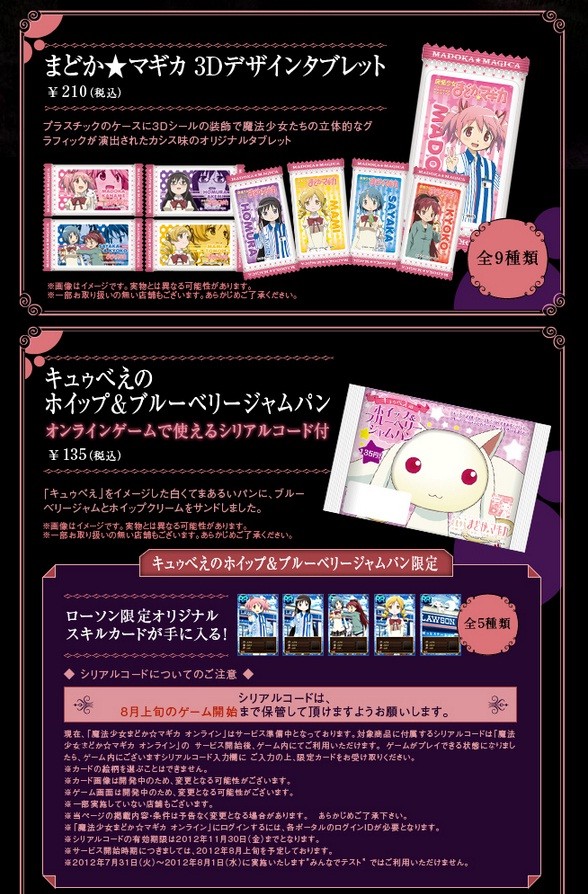 まどか★マギカ 3Dデザインタブレット
￥210(税込)
プラスチックのケースに3Dシールの装飾で魔法少女たちの立体的なグ
ラフィックが演出されたカシス味のオリジナルタブレット
MADOKA★MAGICA
MADO
HOMURA
MAMI
SAYAKA
KYOKO
全9種類
※画像はイメージです。実物とは異なる可能性があります。
※一部お取り扱いの無い店舗もございます。あらかじめご了承ください。
キュゥべえの
ホイップ&ブルーベリージャムパン
オンラインゲームで使えるシリアルコード付
￥135(税込)
「キュゥべえ」をイメージした白くてまあるいパンに、ブルー
ベリージャムとホイップクリームをサンドしました。
※画像はイメージです。実物とは異なる可能性があります。
※一部お取り扱いの無い店舗もございます。あらかじめご了承ください。
ホイップ&
ブルーベリー
ジャムパン
135円
キュゥべえのホイップ&ブルーベリージャムパン限定
ローソン限定オリジナル
スキルカードが手に入る!
LAWSON
全5種類
◆ シリアルコードについてのご注意 ◆
シリアルコードは、
8月上旬のゲーム開始まで保管して頂けますようお願いします。
現在、「魔法少女まどか☆マギカ オンライン」はサービス準備中となっております。対象商品に付属するシリアルコードは「魔法
少女まどか☆マギカ オンライン」の サービス開始後、ゲーム内にてご利用いただけます。 ゲームがプレイできる状態になりまし
たら、ゲーム内にございますシリアルコード入力欄に ご入力の上、限定カードをお受け取りください。
※カードの絵柄を選ぶことはできません。
※カード画像は開発中のため、変更となる可能性がございます。
※ゲーム画面は開発中のため、変更となる可能性がございます。
※一部実施していない店舗もございます。
※当ページの掲載内容・条件は予告なく変更となる場合があります。 あらかじめご了承下さい。
※「魔法少女まどか☆マギカ オンライン」にログインするには、各ポータルのログインIDが必要となります。
※シリアルコードの有効期限は2012年11月30日(金)までとなります。
※サービス開始時期につきましては、2012年8月上旬を予定しております。
※2012年7月31日(火)～2012年8月1日(水)に実施いたします"みんなでテスト" ではご利用いただけません。